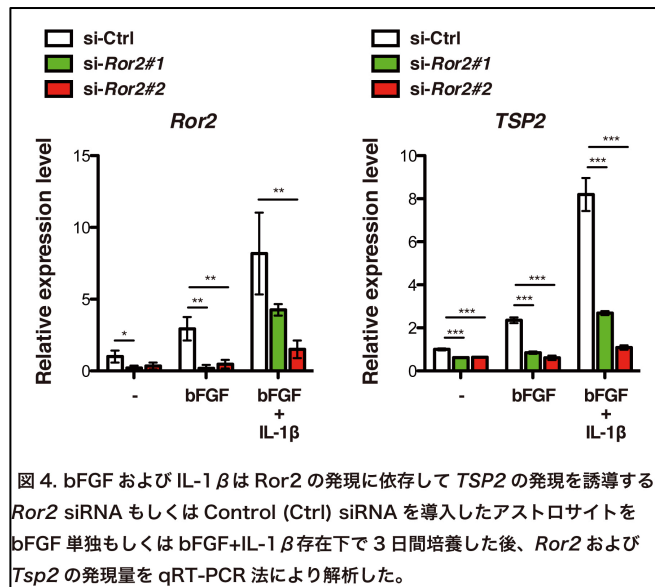 si-Ctrl
si-Ror2#1
si-Ror2#2
Ror2
Relative expression level
15
10
5
0
*
**
**
**
-
bFGF
bFGF
+
IL-1β
si-Ctrl
si-Ror2#1
si-Ror2#2
TSP2
Relative expression level
10
8
6
4
2
0
***
***
***
***
***
***
-
bFGF
bFGF
+
IL-1β
図 4. bFGF および IL-1βは Ror2 の発現に依存して TSP2 の発現を誘導する
Ror2 siRNA もしくは Control (Ctrl) siRNA を導入したアストロサイトを
bFGF 単独もしくは bFGF+IL-1β存在下で 3 日間培養した後、Ror2 および
Tsp2 の発現量を qRT-PCR 法により解析した。